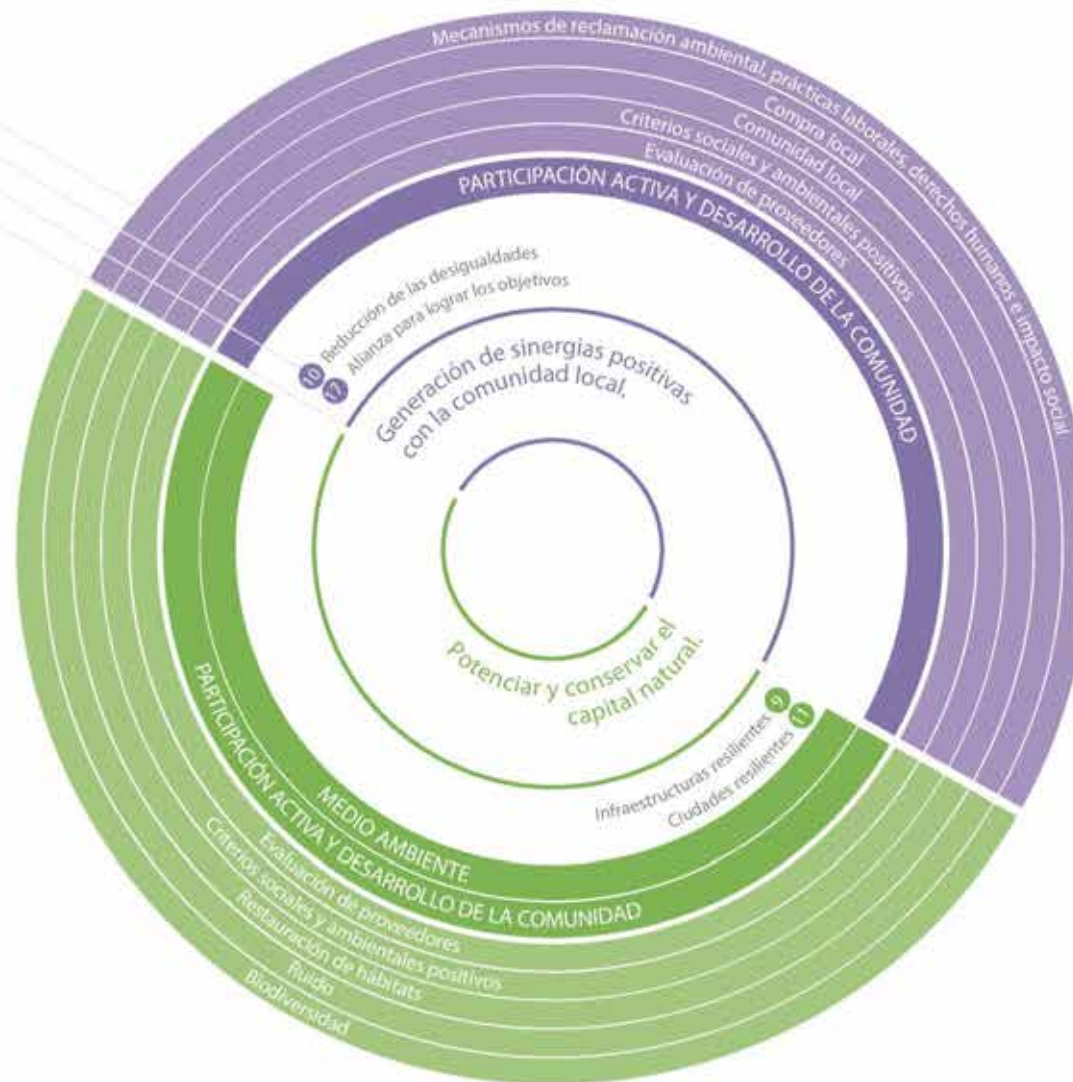 Mecanismos de reclamación ambiental, prácticas laborales, derechos humanos e impacto social
Compra local
Comunidad local
Criterios sociales y ambientales positivos
Evaluación de proveedores
PARTICIPACIÓN ACTIVA Y DESARROLLO DE LA COMUNIDAD
10 Reducción de las desigualdades
17 Alianza para lograr los objetivos
Generación de sinergias positivas
con la comunidad local.
Potenciar y conservar el
capital natural.
Infraestructuras resilientes 9
Ciudades resilientes 11
MEDIO AMBIENTE
PARTICIPACIÓN ACTIVA Y DESARROLLO DE LA COMUNIDAD
Evaluación de proveedores
Criterios sociales y ambientales positivos
Restauración de hábitats
Ruido
Biodiversidad